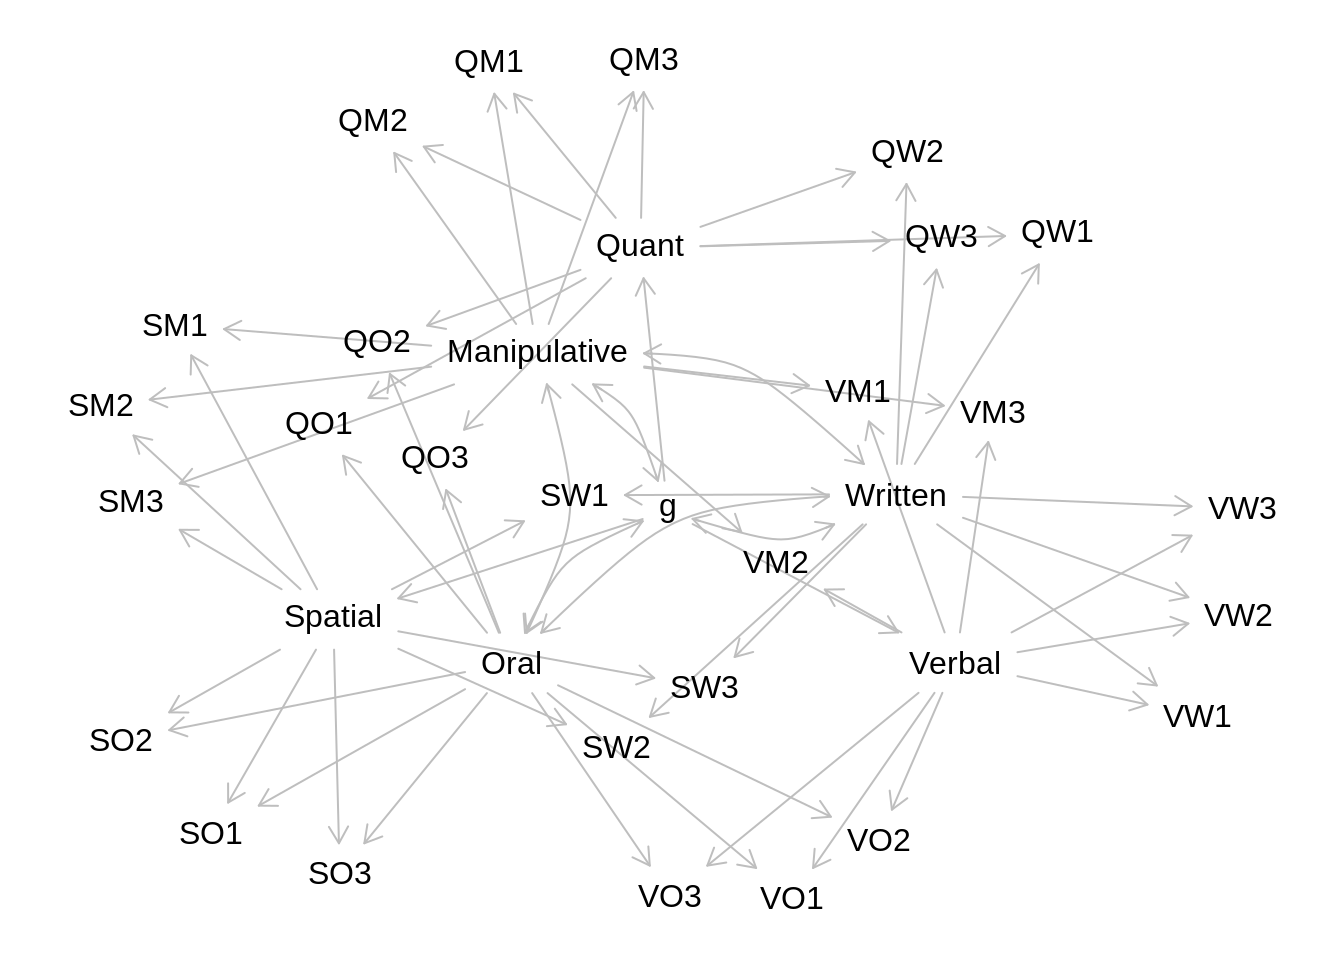 QM1
QM3
QM2
QW2
QW3
QW1
Quant
SM1
QO2
Manipulative
SM2
VM1
VM3
QO1
QO3
SM3
SW1
g
Written
VW3
VM2
Spatial
VW2
Oral
Verbal
SW3
VW1
SO2
SW2
SO1
VO2
SO3
VO3
VO1